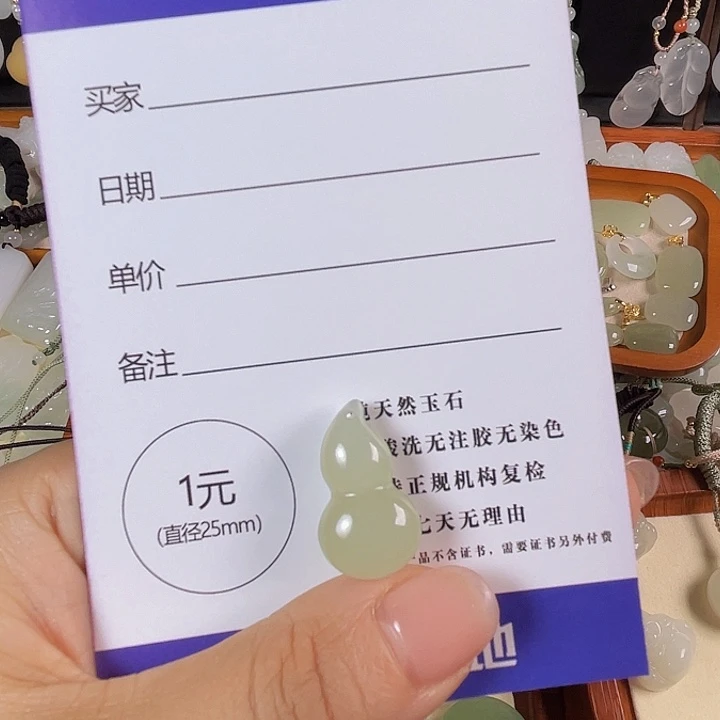 买家
日期
单价
备注
1元
(直径25mm)
天然玉石
酸洗无注胶无染色
正规机构复检
七天无理由
品不含证书，需要证书另外付费